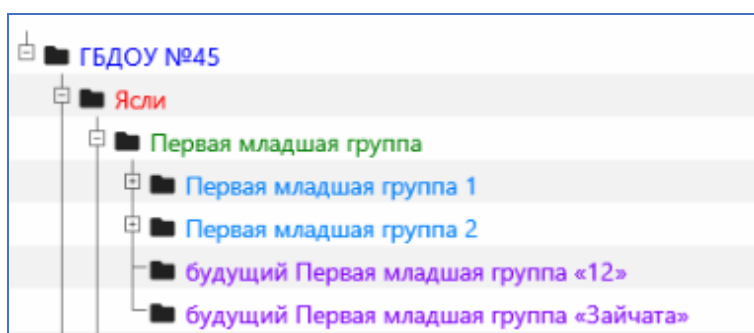 ГБДОУ №45
Ясли
Первая младшая группа
Первая младшая группа 1
Первая младшая группа 2
будущий Первая младшая группа «12»
будущий Первая младшая группа «Зайчата»